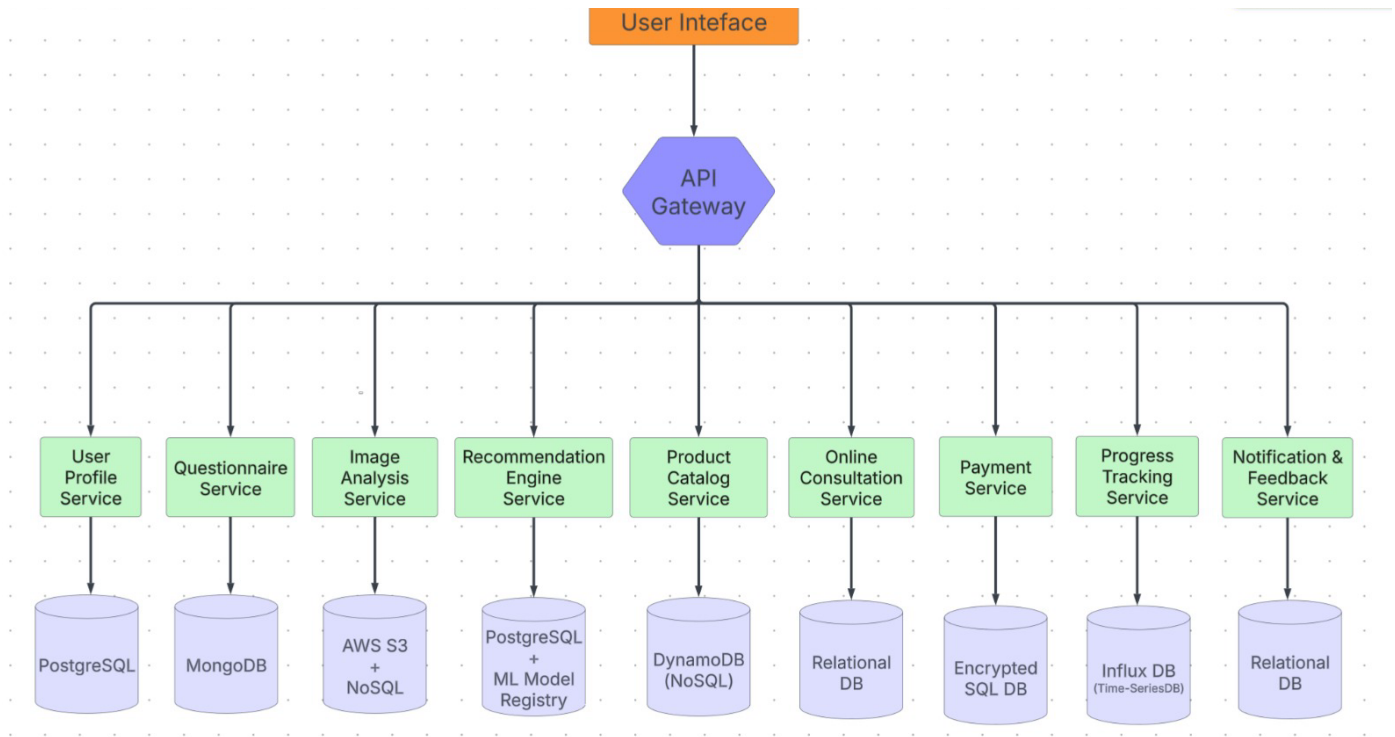 User Inteface
API
Gateway
User
Profile
Service
Questionnaire
Service
Image
Analysis
Service
Recommendation
Engine
Service
Product
Catalog
Service
Online
Consultation
Service
Payment
Service
Progress
Tracking
Service
Notification &
Feedback
Service
PostgreSQL
MongoDB
AWS S3
+
NoSQL
PostgreSQL
+
ML Model
Registry
DynamoDB
(NoSQL)
Relational
DB
Encrypted
SQL DB
Influx DB
(Time-SeriesDB)
Relational
DB